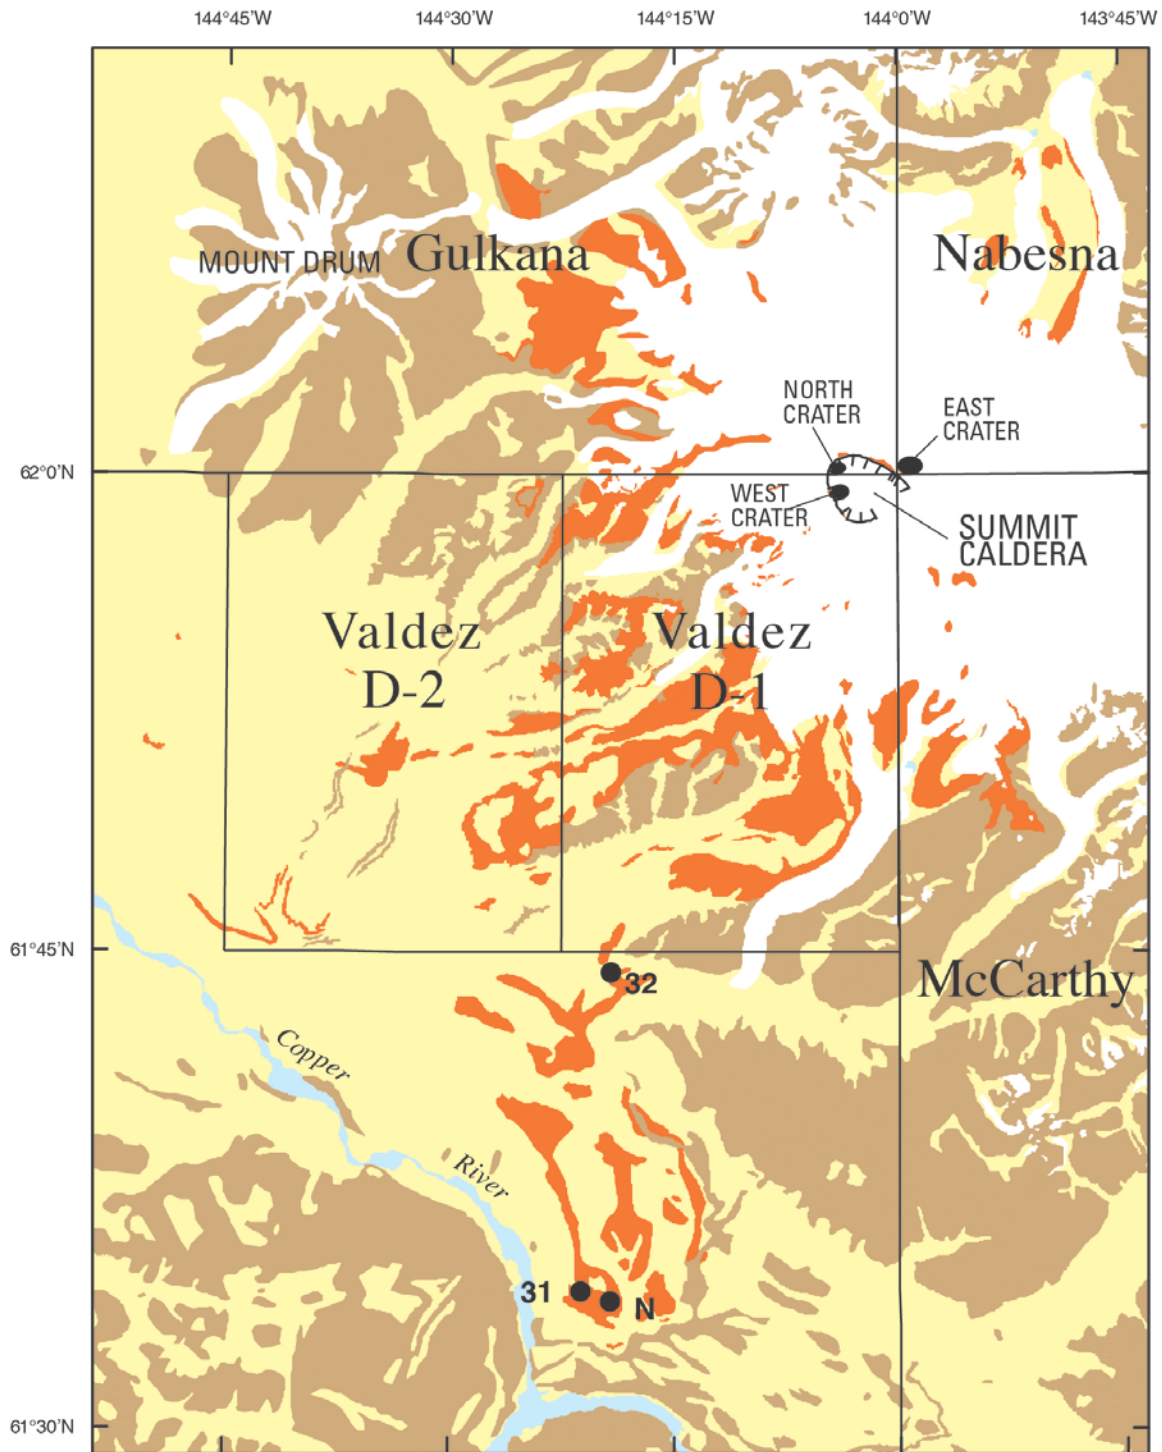 144°45'W 144°30'W 144°15'W 144°0'W 143°45'W
MOUNT DRUM
Gulkana
Nabesna
NORTH
CRATER
EAST
CRATER
62°0'N
WEST
CRATER
SUMMIT
CALDERA
Valdez
D-2
Valdez
D-1
61°45'N
32
McCarthy
Copper
River
31
N
61°30'N